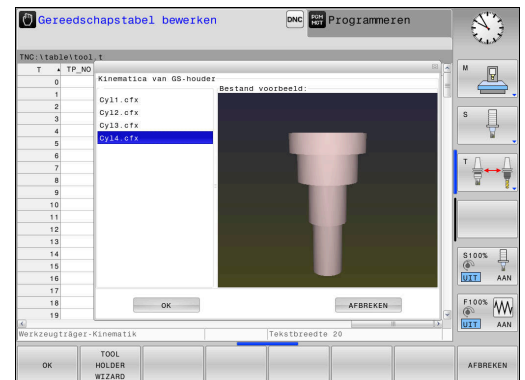 Gereedschapstabel bewerken
DNC
PGM
MGT
Programmeren
TNC:\table\tool.t
T
TP_NO
0
1
2
3
4
5
6
7
8
9
10
11
12
13
14
15
16
17
18
19
Kinematica van GS-houder
Bestand voorbeeld:
Cyl1.cfx
Cyl2.cfx
Cyl3.cfx
Cyl4.cfx
OK
AFBREKEN
Werkzeugträger-Kinematik
Tekstbreedte 20
M
S
T
S100%
UIT
AAN
F100%
UIT
AAN
OK
TOOL
HOLDER
WIZARD
AFBREKEN